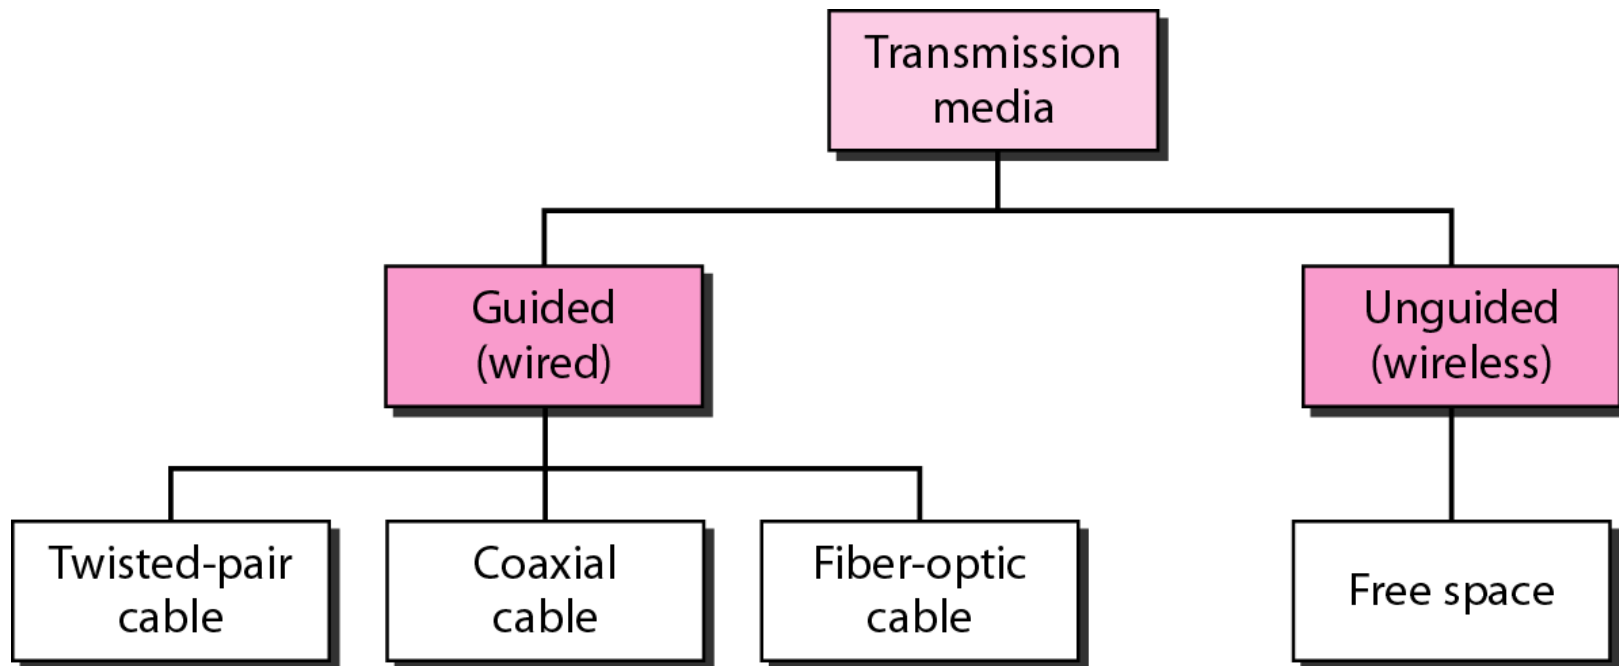 Transmission
media
Guided
(wired)
Unguided
(wireless)
Twisted-pair
cable
Coaxial
cable
Fiber-optic
cable
Free space